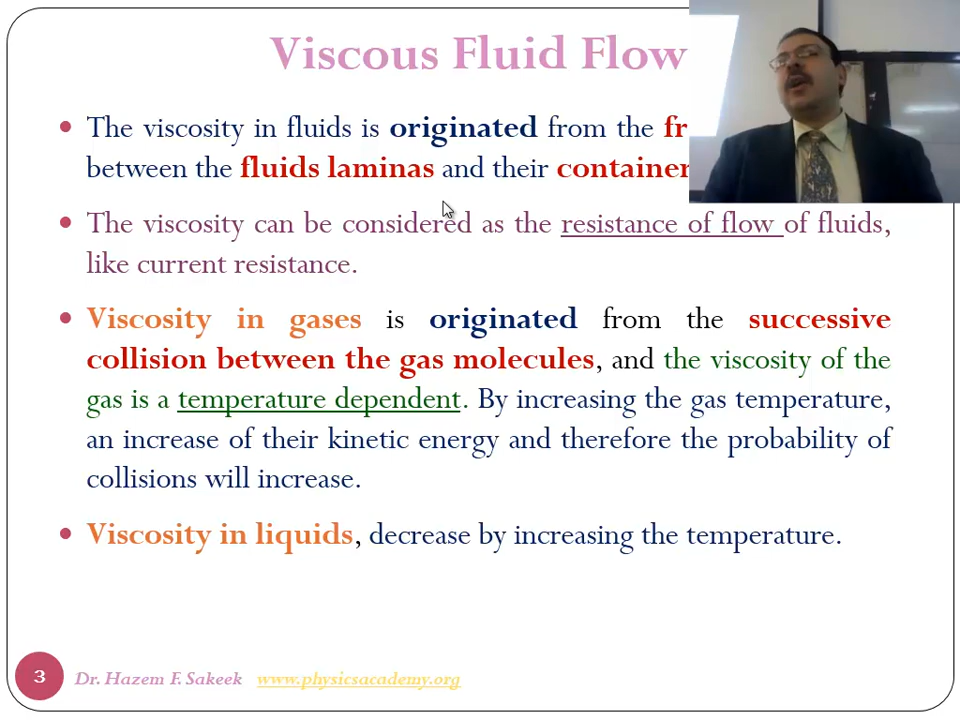 Viscous Fluid Flow
The viscosity in fluids is originated from the
between the fluids laminas and their container
The viscosity can be considered as the resistance of flow of fluids,
like current resistance.
Viscosity in gases is originated from the successive
collision between the gas molecules, and the viscosity of the
gas is a temperature dependent. By increasing the gas temperature,
an increase of their kinetic energy and therefore the probability of
collisions will increase.
Viscosity in liquids, decrease by increasing the temperature.
3 Dr. Hazem F. Sakeek www.physicsacademy.org